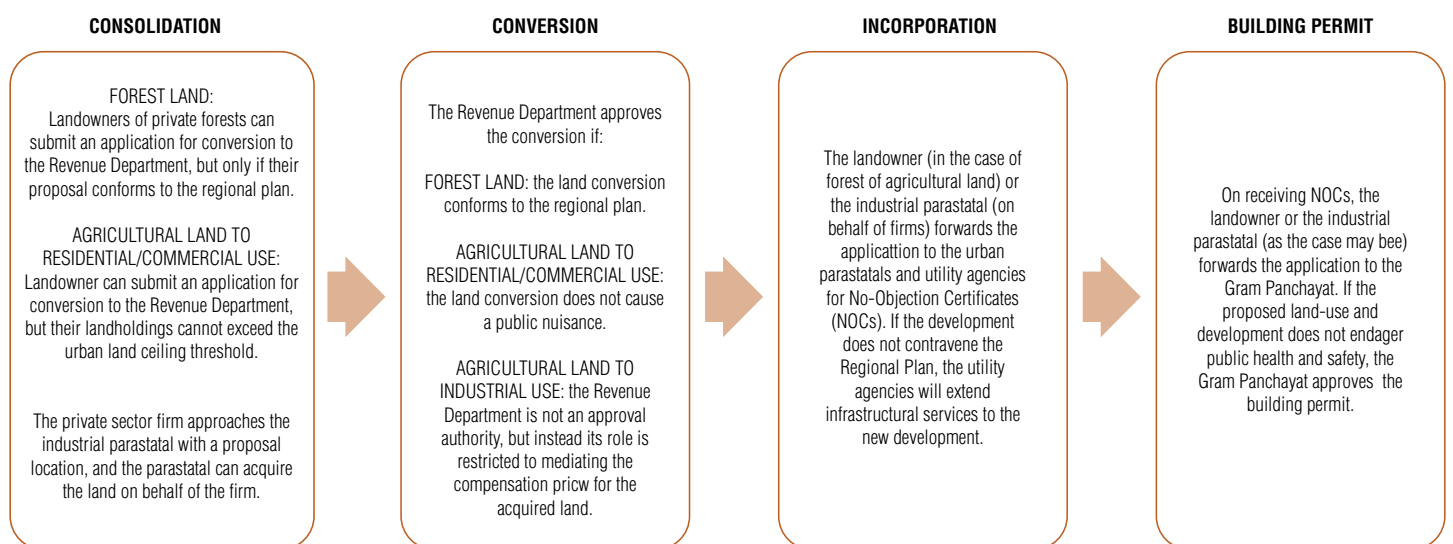 CONSOLIDATION
FOREST LAND:
Landowners of private forests can
submit an application for conversion to
the Revenue Department, but only if their
proposal conforms to the regional plan.
AGRICULTURAL LAND TO
RESIDENTIAL/COMMERCIAL USE:
Landowner can submit an application for
conversion to the Revenue Department,
but their landholdings cannot exceed the
urban land ceiling threshold.
The private sector firm approaches the
industrial parastatal with a proposal
location, and the parastatal can acquire
the land on behalf of the firm.
CONVERSION
The Revenue Department approves
the conversion if:
FOREST LAND: the land conversion
conforms to the regional plan.
AGRICULTURAL LAND TO
RESIDENTIAL/COMMERCIAL USE:
the land conversion does not cause
a public nuisance.
AGRICULTURAL LAND TO
INDUSTRIAL USE: the Revenue
Department is not an approval
authority, but instead its role is
restricted to mediating the
compensation pricw for the
acquired land.
INCORPORATION
The landowner (in the case of
forest of agricultural land) or
the industrial parastatal (on
behalf of firms) forwards the
applicattion to the urban
parastatals and utility agencies
for No-Objection Certificates
(NOCs). If the development
does not contravene the
Regional Plan, the utility
agencies will extend
infrastructural services to the
new development.
BUILDING PERMIT
On receiving NOCs, the
landowner or the industrial
parastatal (as the case may bee)
forwards the application to the
Gram Panchayat. If the
proposed land-use and
development does not endager
public health and safety, the
Gram Panchayat approves the
building permit.